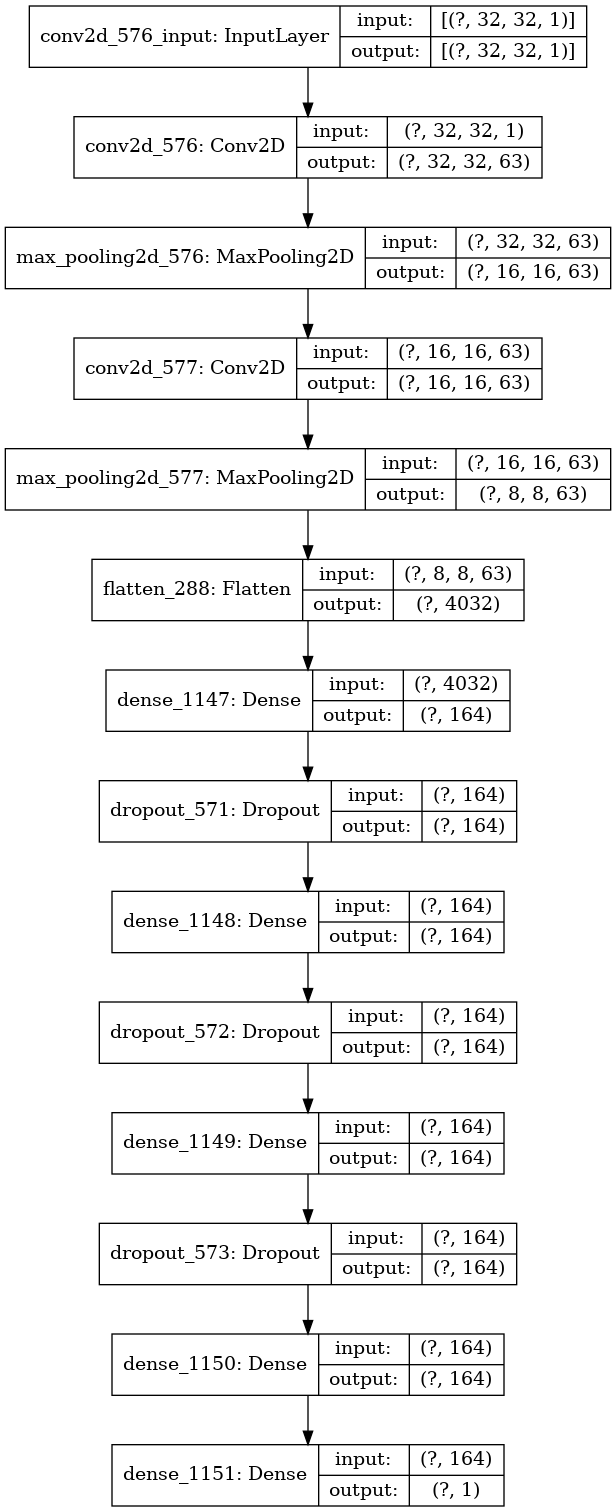 conv2d_576_input: InputLayer
input: [(?, 32, 32, 1)]
output: [(?, 32, 32, 1)]
conv2d_576: Conv2D
input: (?, 32, 32, 1)
output: (?, 32, 32, 63)
max_pooling2d_576: MaxPooling2D
input: (?, 32, 32, 63)
output: (?, 16, 16, 63)
conv2d_577: Conv2D
input: (?, 16, 16, 63)
output: (?, 16, 16, 63)
max_pooling2d_577: MaxPooling2D
input: (?, 16, 16, 63)
output: (?, 8, 8, 63)
flatten_288: Flatten
input: (?, 8, 8, 63)
output: (?, 4032)
dense_1147: Dense
input: (?, 4032)
output: (?, 164)
dropout_571: Dropout
input: (?, 164)
output: (?, 164)
dense_1148: Dense
input: (?, 164)
output: (?, 164)
dropout_572: Dropout
input: (?, 164)
output: (?, 164)
dense_1149: Dense
input: (?, 164)
output: (?, 164)
dropout_573: Dropout
input: (?, 164)
output: (?, 164)
dense_1150: Dense
input: (?, 164)
output: (?, 164)
dense_1151: Dense
input: (?, 164)
output: (?, 1)